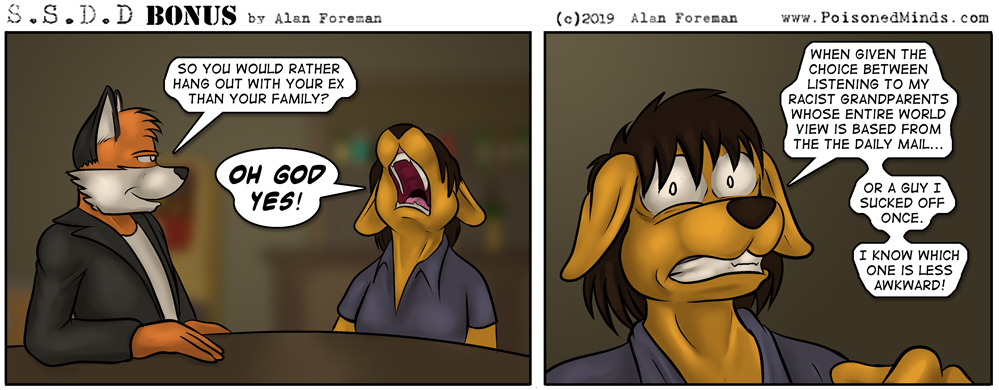 S.S.D.D BONUS by Alan Foreman
(c)2019 Alan Foreman www.PoisonedMinds.com
SO YOU WOULD RATHER
HANG OUT WITH YOUR EX
THAN YOUR FAMILY?
OH GOD
YES!
WHEN GIVEN THE
CHOICE BETWEEN
LISTENING TO MY
RACIST GRANDPARENTS
WHOSE ENTIRE WORLD
VIEW IS BASED FROM
THE THE DAILY MAIL...
OR A GUY I
SUCKED OFF
ONCE.
I KNOW WHICH
ONE IS LESS
AWKWARD!